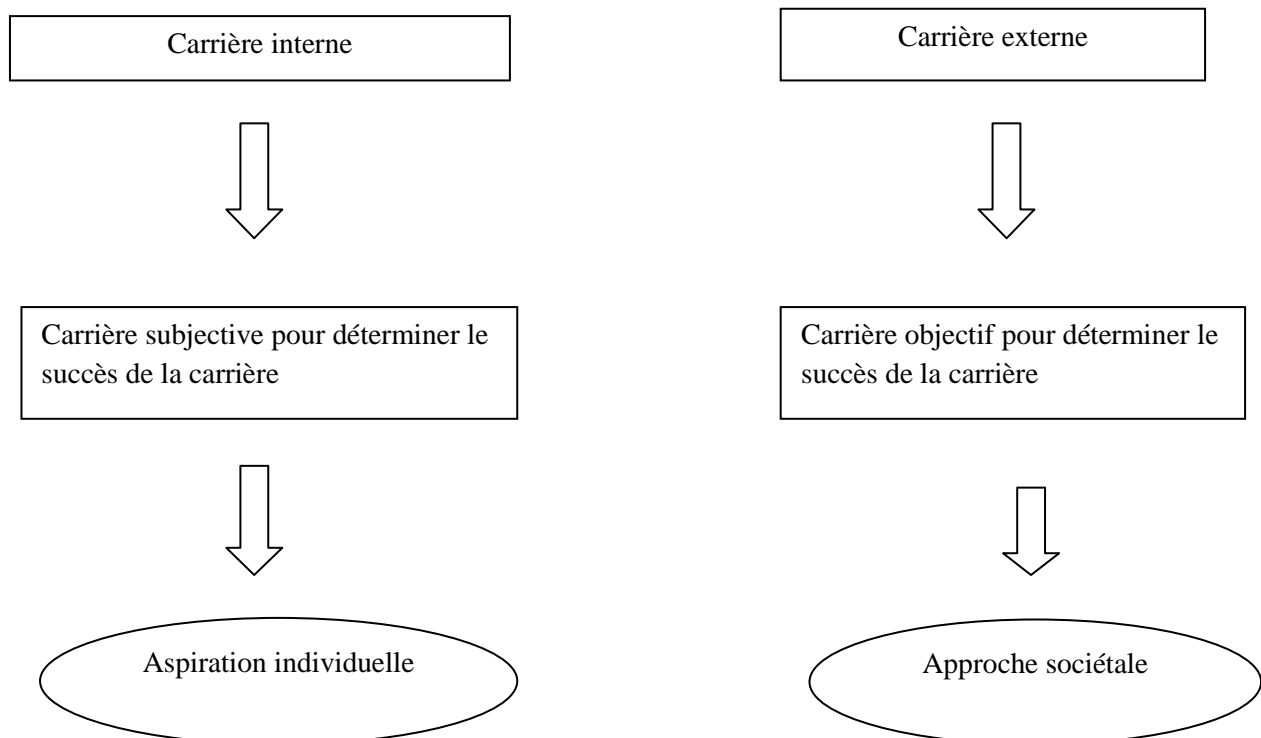 Carrière interne
Carrière externe
Carrière subjective pour déterminer le
succès de la carrière
Carrière objectif pour déterminer le
succès de la carrière
Aspiration individuelle
Approche sociétale